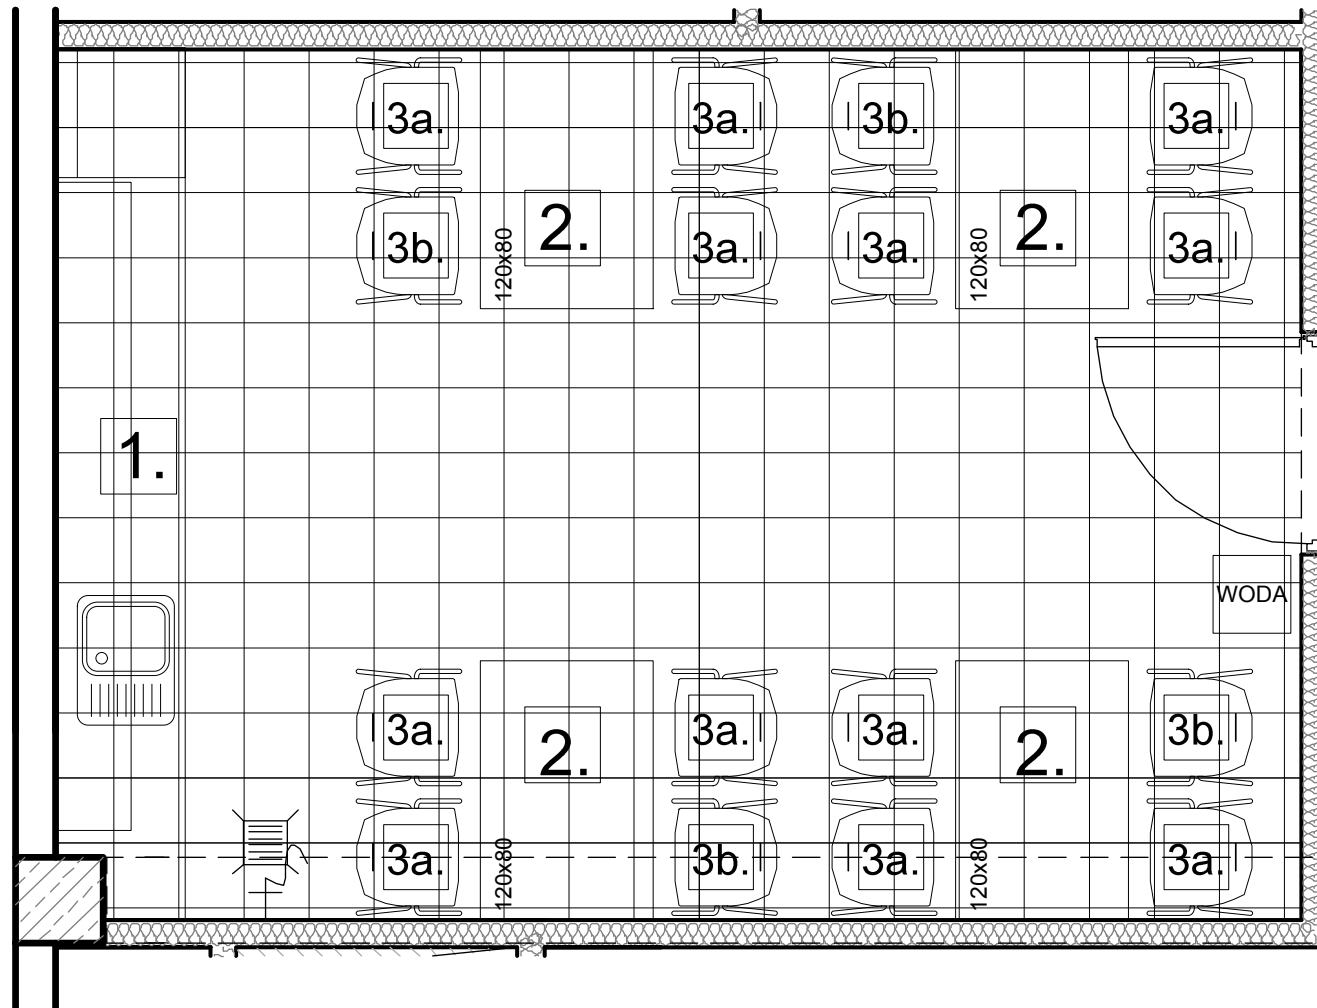 3a. 3a. 3b. 3a.
3b. 2. 3a. 3a. 2. 3a.
120x80 120x80
1.
WODA
3a. 3a. 3a. 3b.
2. 2.
3a. 3b. 3a. 3a.
120x80 120x80